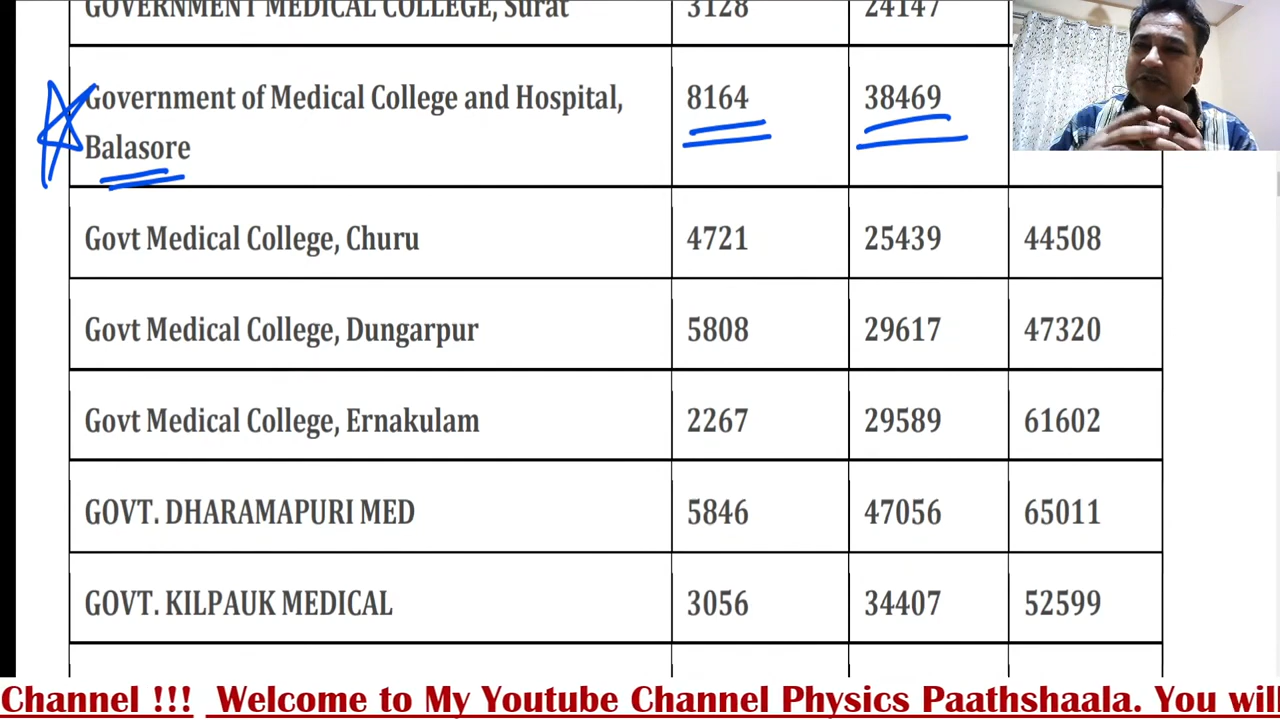 GOVERNMENT MEDICAL COLLEGE, Surat 3128 24147
Government of Medical College and Hospital, 8164 38469
Balasore
Govt Medical College, Churu 4721 25439 44508
Govt Medical College, Dungarpur 5808 29617 47320
Govt Medical College, Ernakulam 2267 29589 61602
GOVT. DHARAMAPURI MED 5846 47056 65011
GOVT. KILPAUK MEDICAL 3056 34407 52599
Channel !!! Welcome to My Youtube Channel Physics Paathshaala. You will